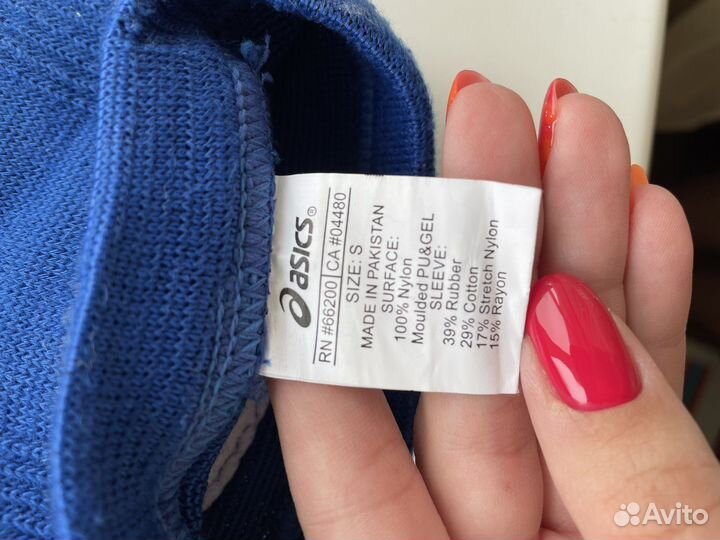 asics®
RN #66200 CA #04480
SIZE: S
MADE IN PAKISTAN
SURFACE:
100% Nylon
Moulded PU&GEL
SLEEVE:
39% Rubber
29% Cotton
17% Stretch Nylon
15% Rayon
Avito